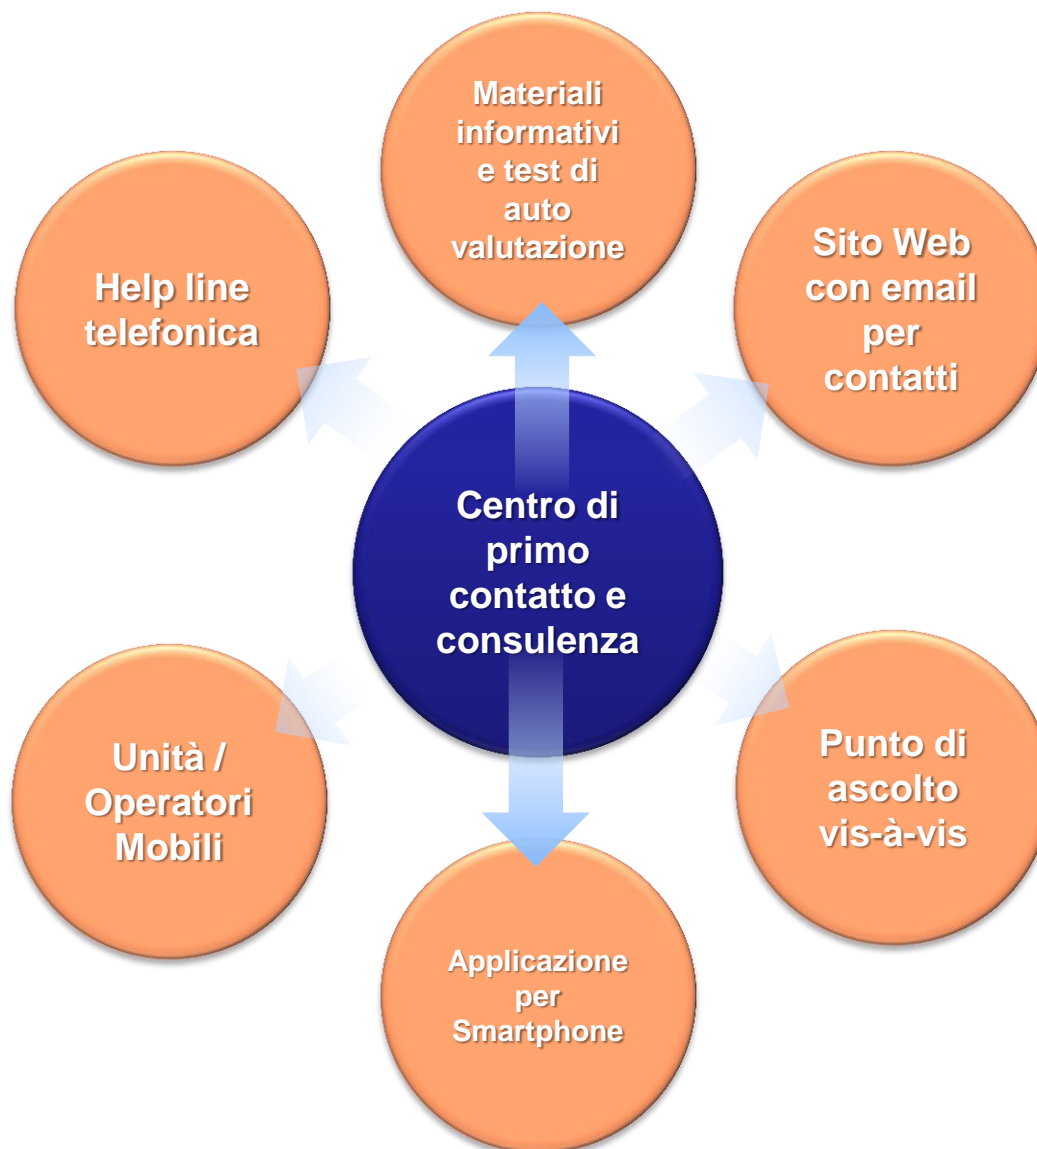 Materiali
informativi
e test di
auto
valutazione
Help line
telefonica
Sito Web
con email
per
contatti
Centro di
primo
contatto e
consulenza
Unità /
Operatori
Mobili
Punto di
ascolto
vis-à-vis
Applicazione
per
Smartphone